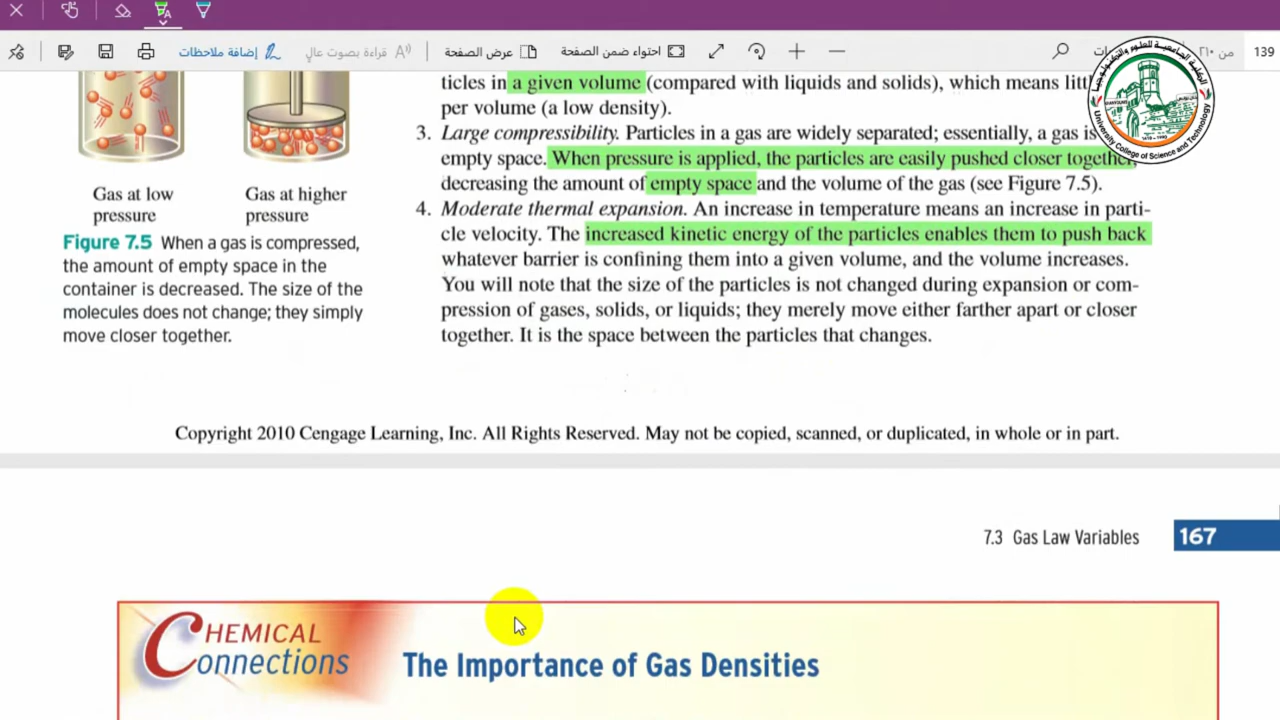 إضافة ملاحظات
قراءة بصوت عالٍ
عرض الصفحة
احتواء ضمن الصفحة
من ٢٦٠
139
ticles in a given volume (compared with liquids and solids), which means
per volume (a low density).
3. Large compressibility. Particles in a gas are widely separated; essentially, a gas is
empty space. When pressure is applied, the particles are easily pushed closer together,
decreasing the amount of empty space and the volume of the gas (see Figure 7.5).
4. Moderate thermal expansion. An increase in temperature means an increase in parti-
cle velocity. The increased kinetic energy of the particles enables them to push back
whatever barrier is confining them into a given volume, and the volume increases.
You will note that the size of the particles is not changed during expansion or com-
pression of gases, solids, or liquids; they merely move either farther apart or closer
together. It is the space between the particles that changes.
Gas at low
pressure
Gas at higher
pressure
Figure 7.5 When a gas is compressed,
the amount of empty space in the
container is decreased. The size of the
molecules does not change; they simply
move closer together.
الكلية الجامعية للعلوم والتكنولوجيا
University College of Science and Technology
Copyright 2010 Cengage Learning, Inc. All Rights Reserved. May not be copied, scanned, or duplicated, in whole or in part.
7.3 Gas Law Variables
167
CHEMICAL
Connections
The Importance of Gas Densities